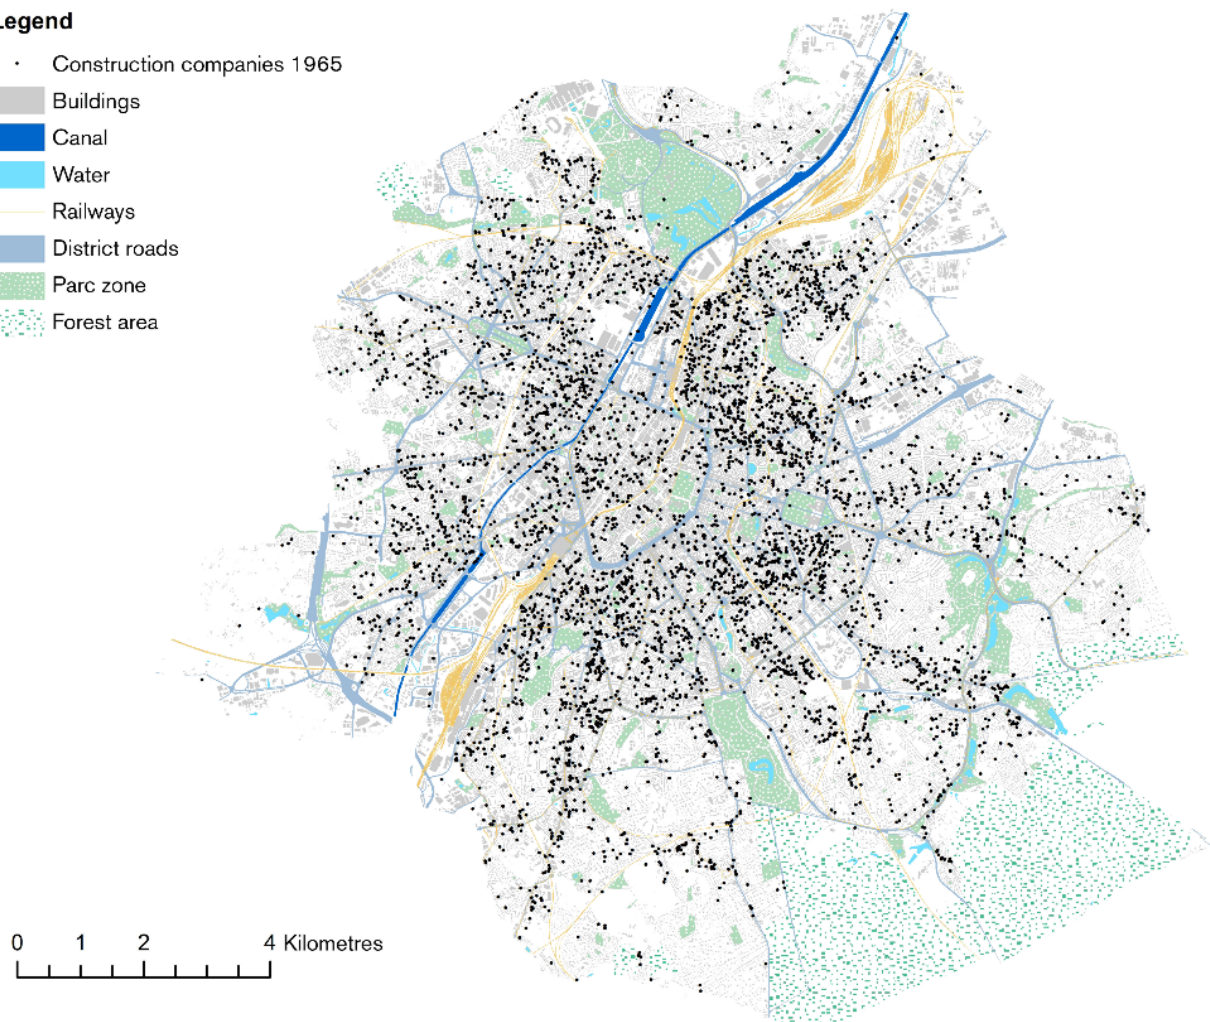 Legend
Construction companies 1965
Buildings
Canal
Water
Railways
District roads
Parc zone
Forest area
0 1 2 4 Kilometres